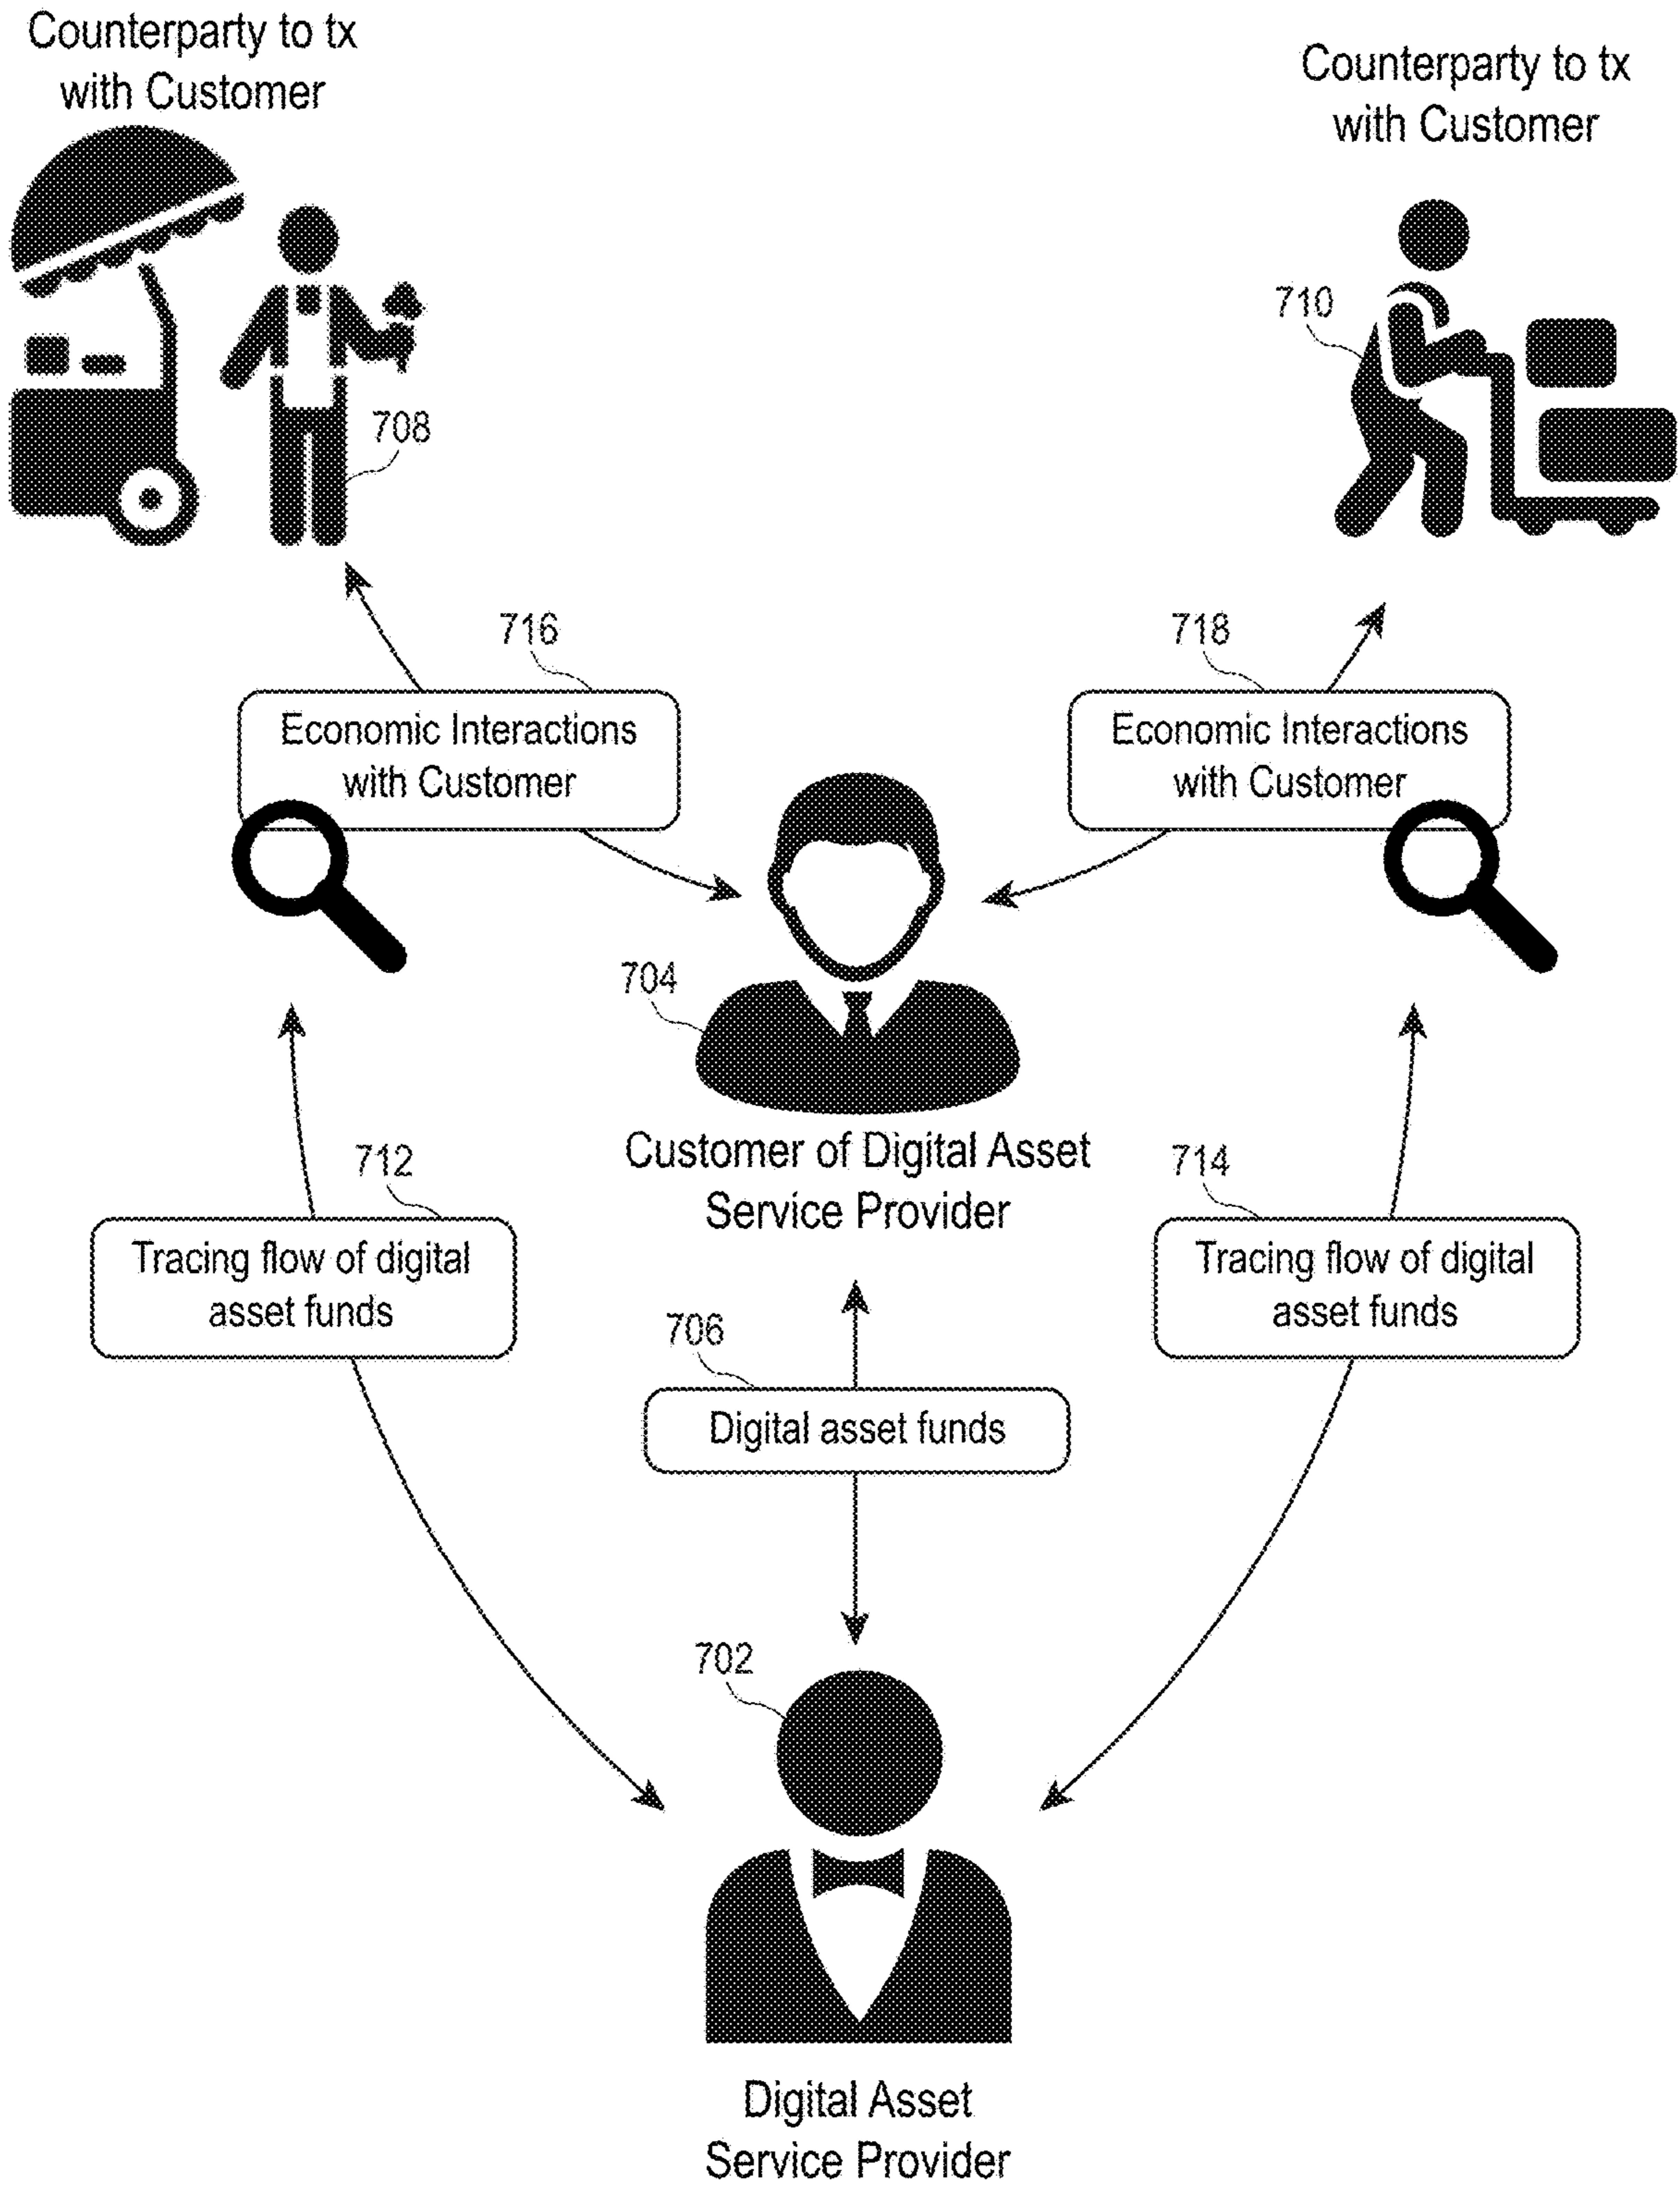 Counterparty to tx
with Customer
Counterparty to tx
with Customer
710
708
716
718
Economic Interactions
with Customer
Economic Interactions
with Customer
704
Customer of Digital Asset
Service Provider
712
714
Tracing flow of digital
asset funds
Tracing flow of digital
asset funds
706
Digital asset funds
702
Digital Asset
Service Provider